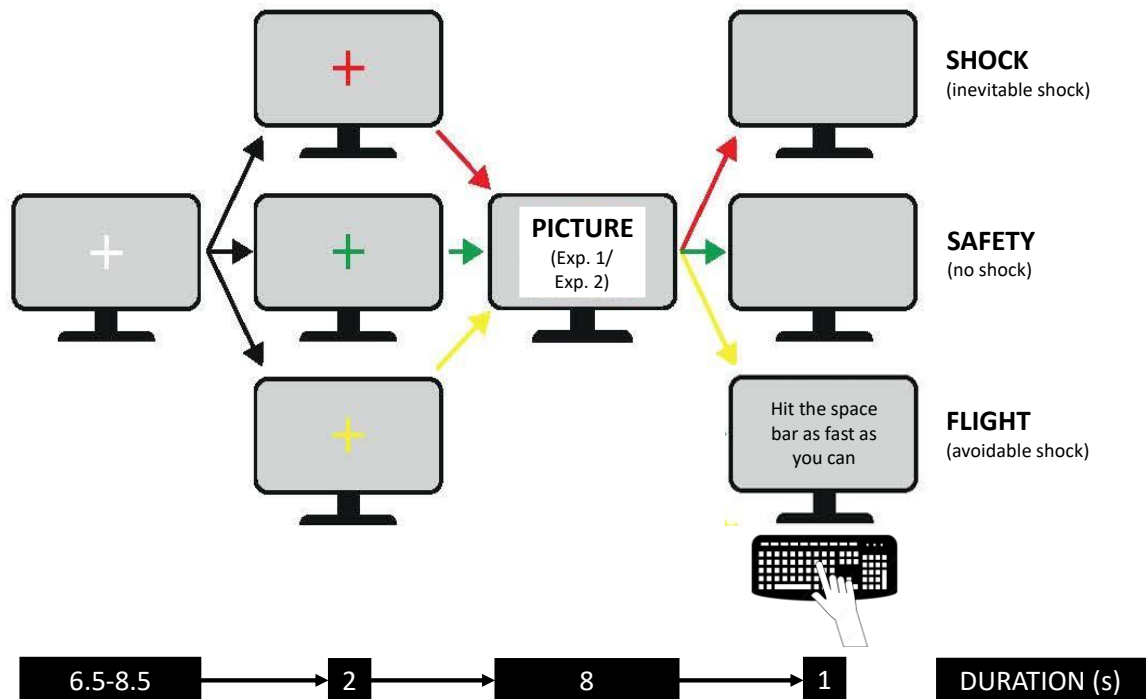 SHOCK
(inevitable shock)
PICTURE
(Exp. 1/
Exp. 2)
SAFETY
(no shock)
Hit the space
bar as fast as
you can
FLIGHT
(avoidable shock)
6.5-8.5
2
8
1
DURATION (s)